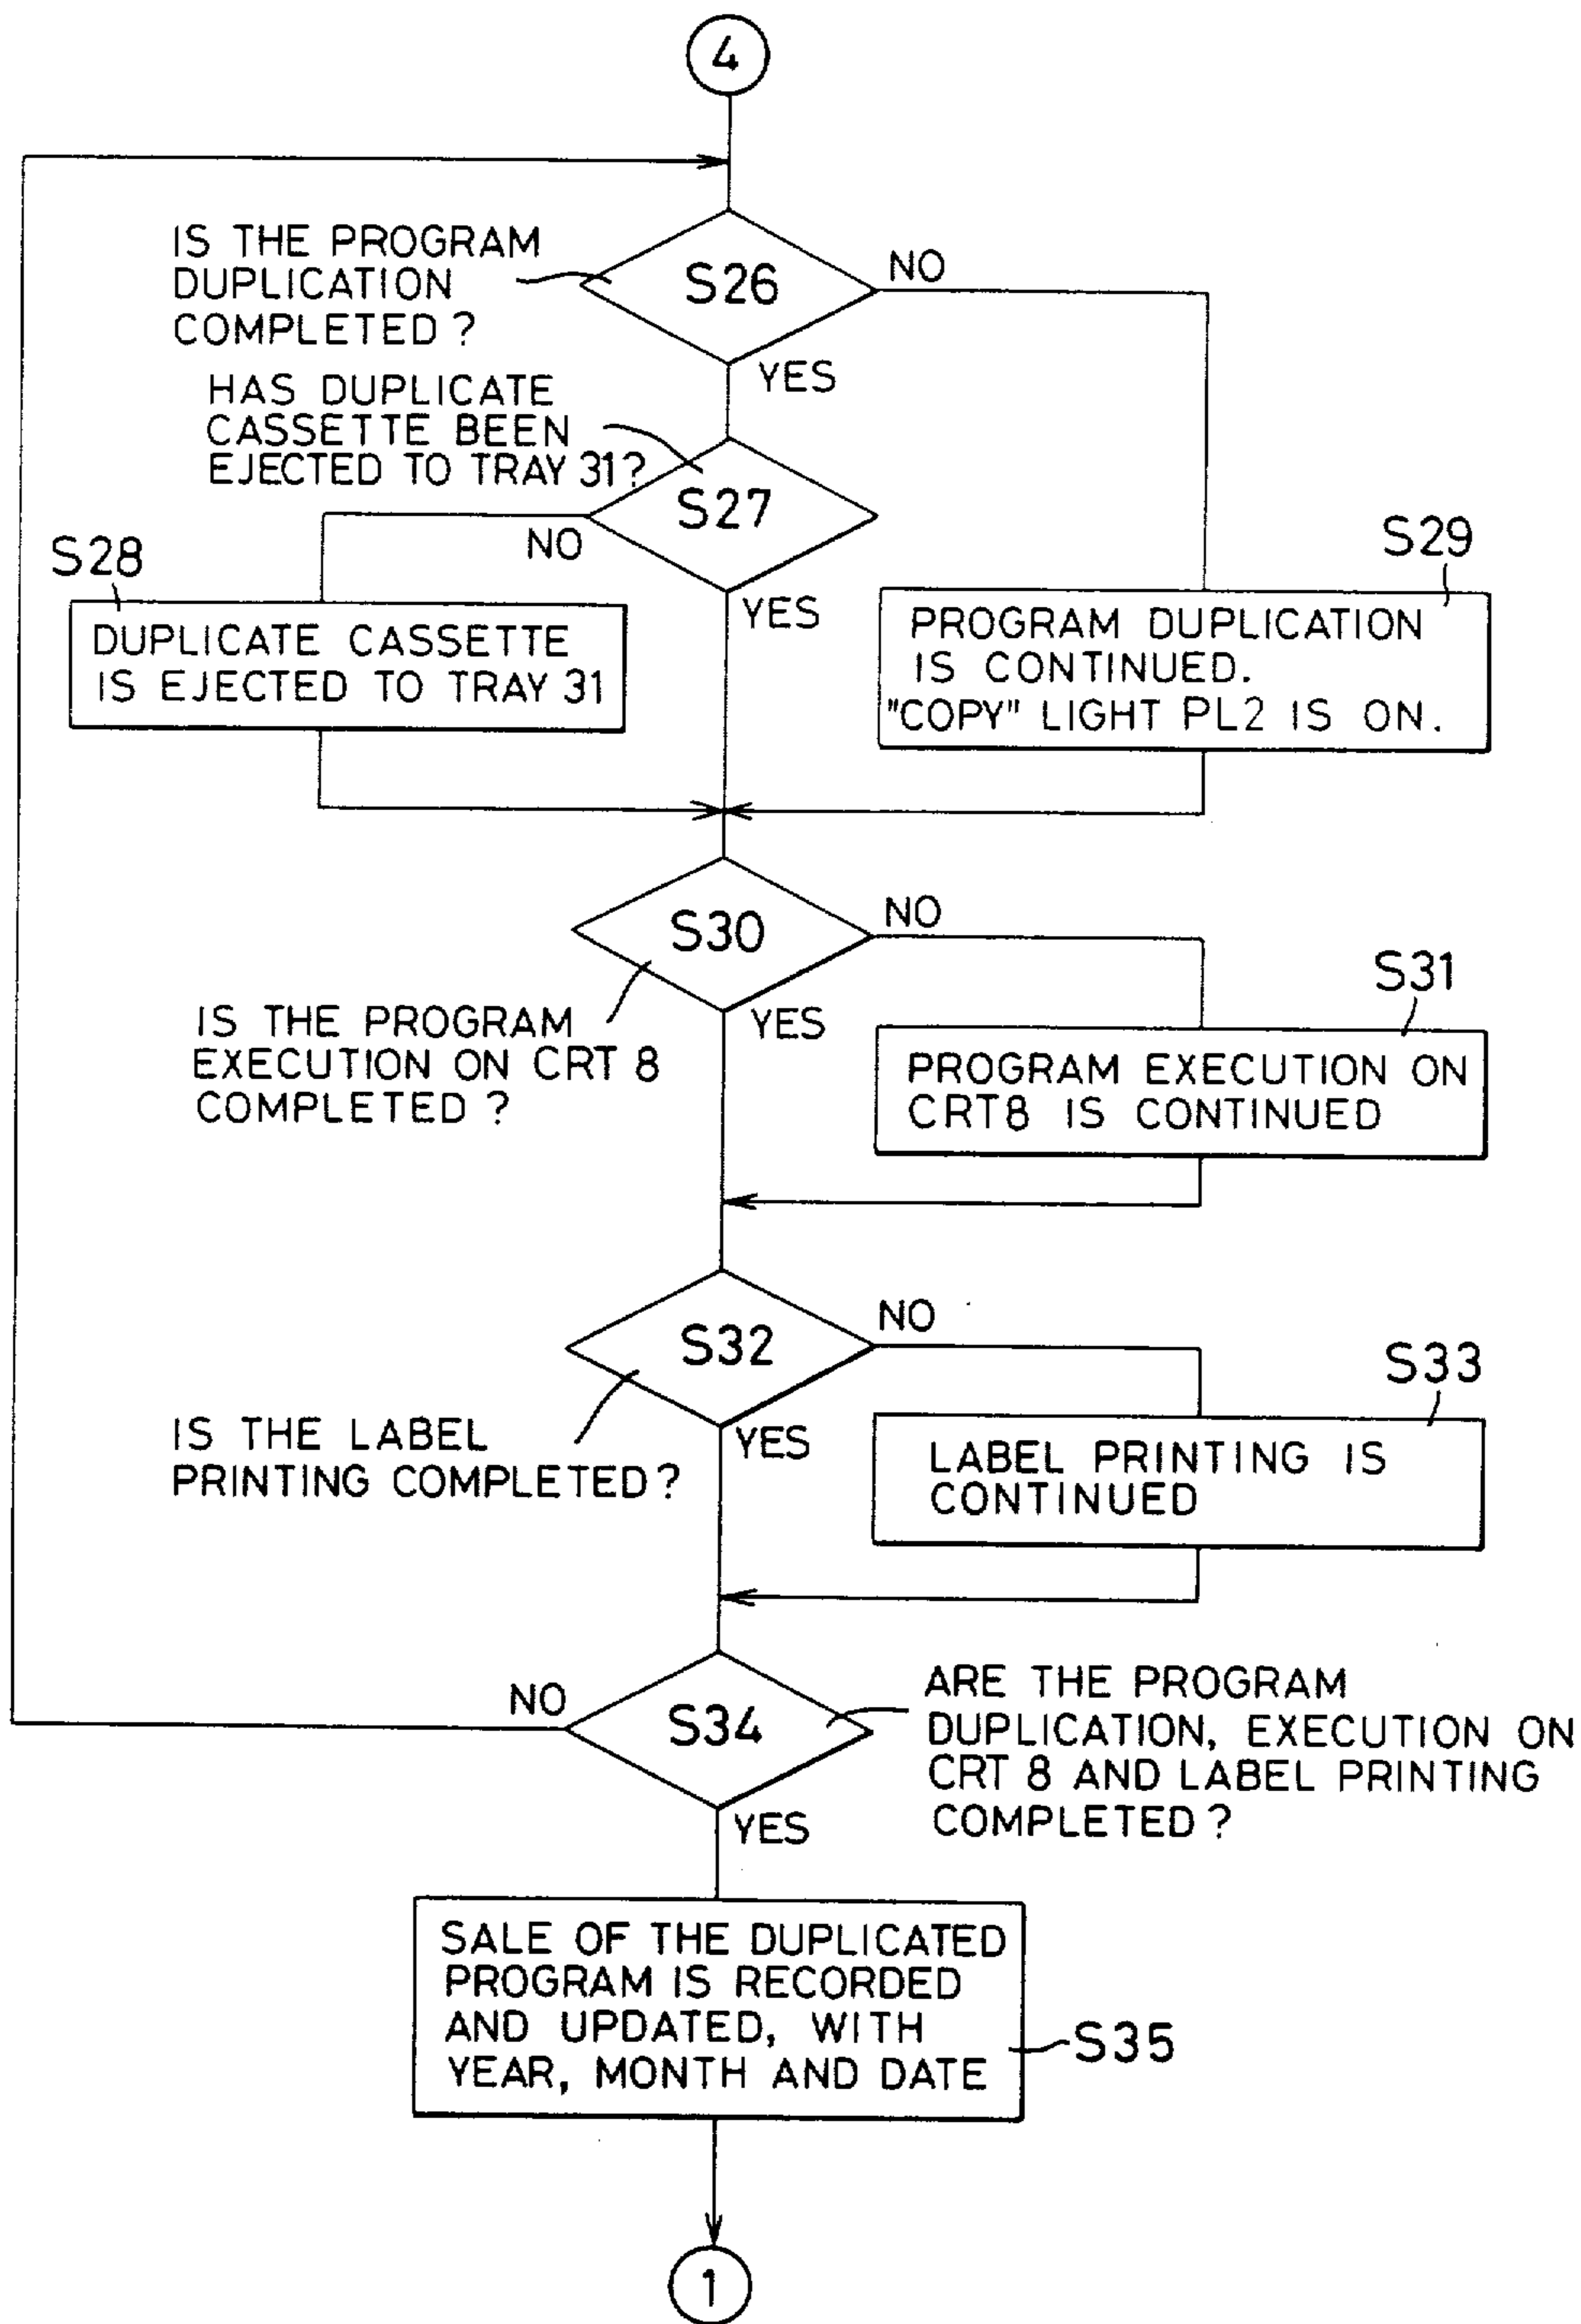 4
IS THE PROGRAM
DUPLICATION
COMPLETED ?
S26
NO
YES
HAS DUPLICATE
CASSETTE BEEN
EJECTED TO TRAY 31?
S27
NO
YES
S28
DUPLICATE CASSETTE
IS EJECTED TO TRAY 31
S29
PROGRAM DUPLICATION
IS CONTINUED.
"COPY" LIGHT PL2 IS ON.
S30
NO
YES
IS THE PROGRAM
EXECUTION ON CRT 8
COMPLETED ?
S31
PROGRAM EXECUTION ON
CRT8 IS CONTINUED
S32
NO
YES
IS THE LABEL
PRINTING COMPLETED ?
S33
LABEL PRINTING IS
CONTINUED
NO
S34
YES
ARE THE PROGRAM
DUPLICATION, EXECUTION ON
CRT 8 AND LABEL PRINTING
COMPLETED ?
SALE OF THE DUPLICATED
PROGRAM IS RECORDED
AND UPDATED, WITH
YEAR, MONTH AND DATE
S35
1